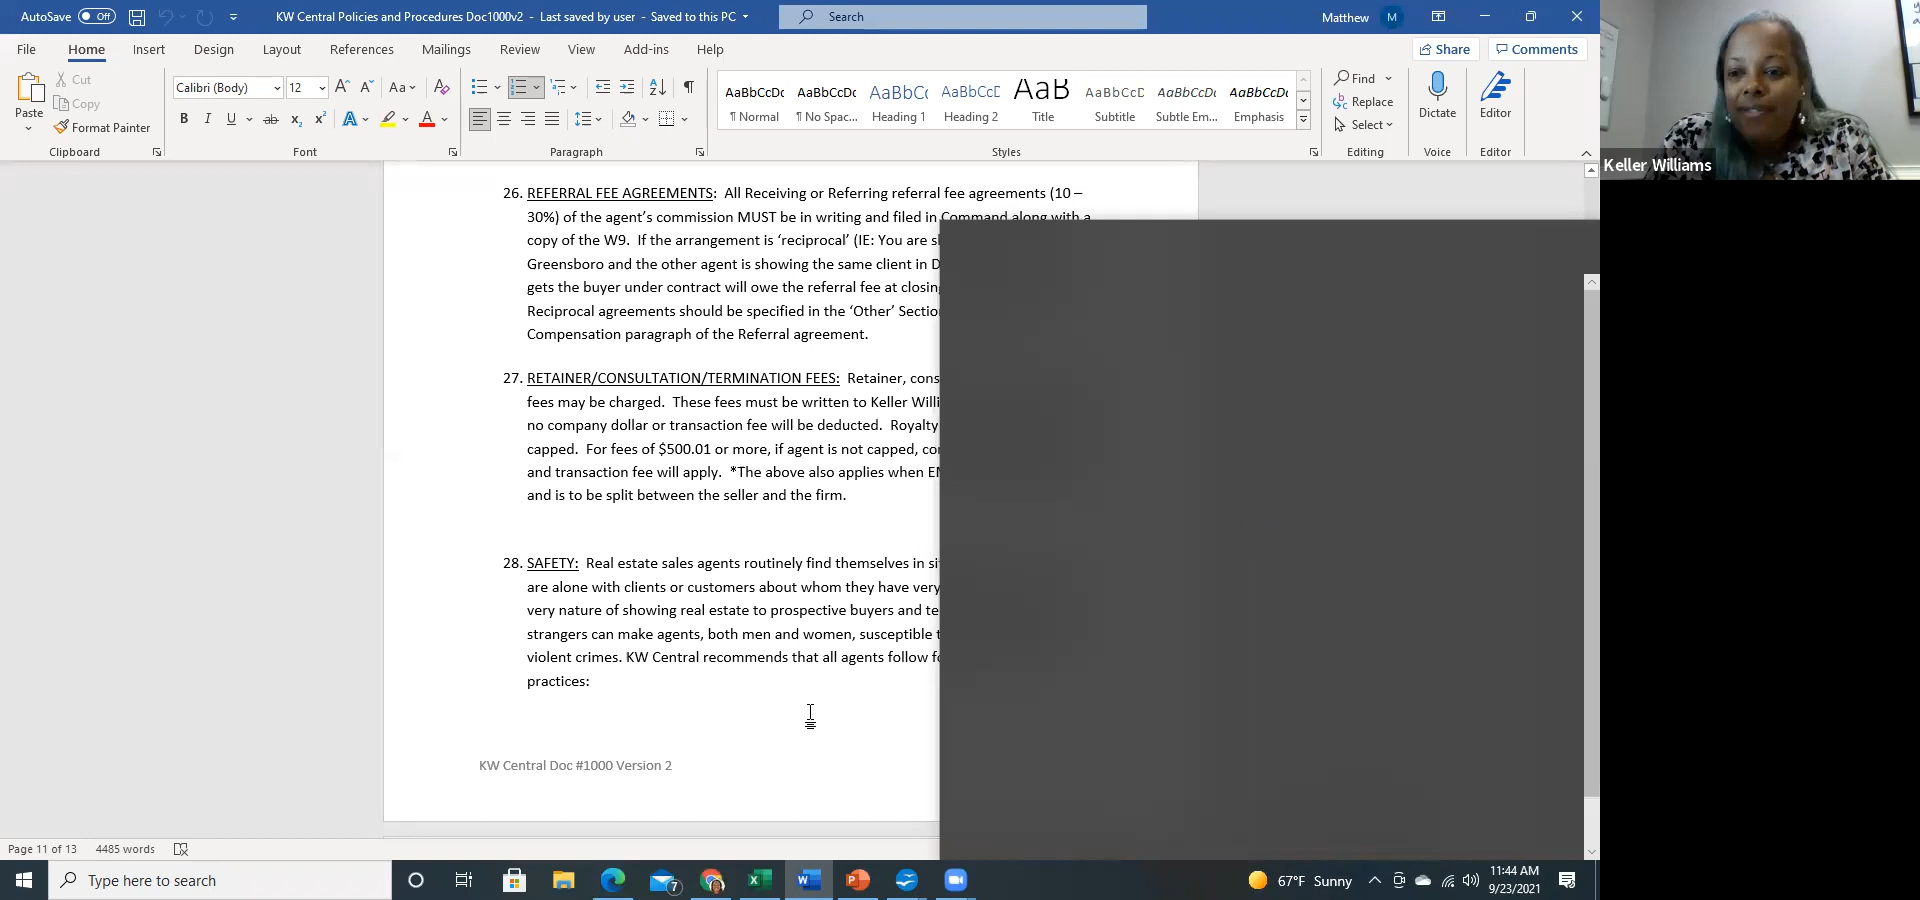 AutoSave Off KW Central Policies and Procedures Doc1000v2 - Last saved by user - Saved to this PC Search Matthew M
File Home Insert Design Layout References Mailings Review View Add-ins Help Share Comments
Paste Cut Copy Format Painter
Calibri (Body) 12
AaBbCcDc AaBbCcDc AaBbC AaBbCcD AaB AaBbCcD AaBbCcDc AaBbCcDc
¶ Normal ¶ No Spac... Heading 1 Heading 2 Title Subtitle Subtle Em... Emphasis
Find Replace Select Dictate Editor
Clipboard Font Paragraph Styles Editing Voice Editor
Keller Williams
26. REFERRAL FEE AGREEMENTS: All Receiving or Referring referral fee agreements (10 –
30%) of the agent’s commission MUST be in writing and filed in Command along with a
copy of the W9. If the arrangement is ‘reciprocal’ (IE: You are
Greensboro and the other agent is showing the same client in
gets the buyer under contract will owe the referral fee at closing
Reciprocal agreements should be specified in the ‘Other’ Section
Compensation paragraph of the Referral agreement.
27. RETAINER/CONSULTATION/TERMINATION FEES: Retainer,
fees may be charged. These fees must be written to Keller
no company dollar or transaction fee will be deducted. Royalty
capped. For fees of $500.01 or more, if agent is not capped,
and transaction fee will apply. *The above also applies when
and is to be split between the seller and the firm.
28. SAFETY: Real estate sales agents routinely find themselves in
are alone with clients or customers about whom they have very
very nature of showing real estate to prospective buyers and
strangers can make agents, both men and women, susceptible
violent crimes. KW Central recommends that all agents follow
practices:
KW Central Doc #1000 Version 2
Page 11 of 13 4485 words
Type here to search 7 67°F Sunny 11:44 AM
9/23/2021